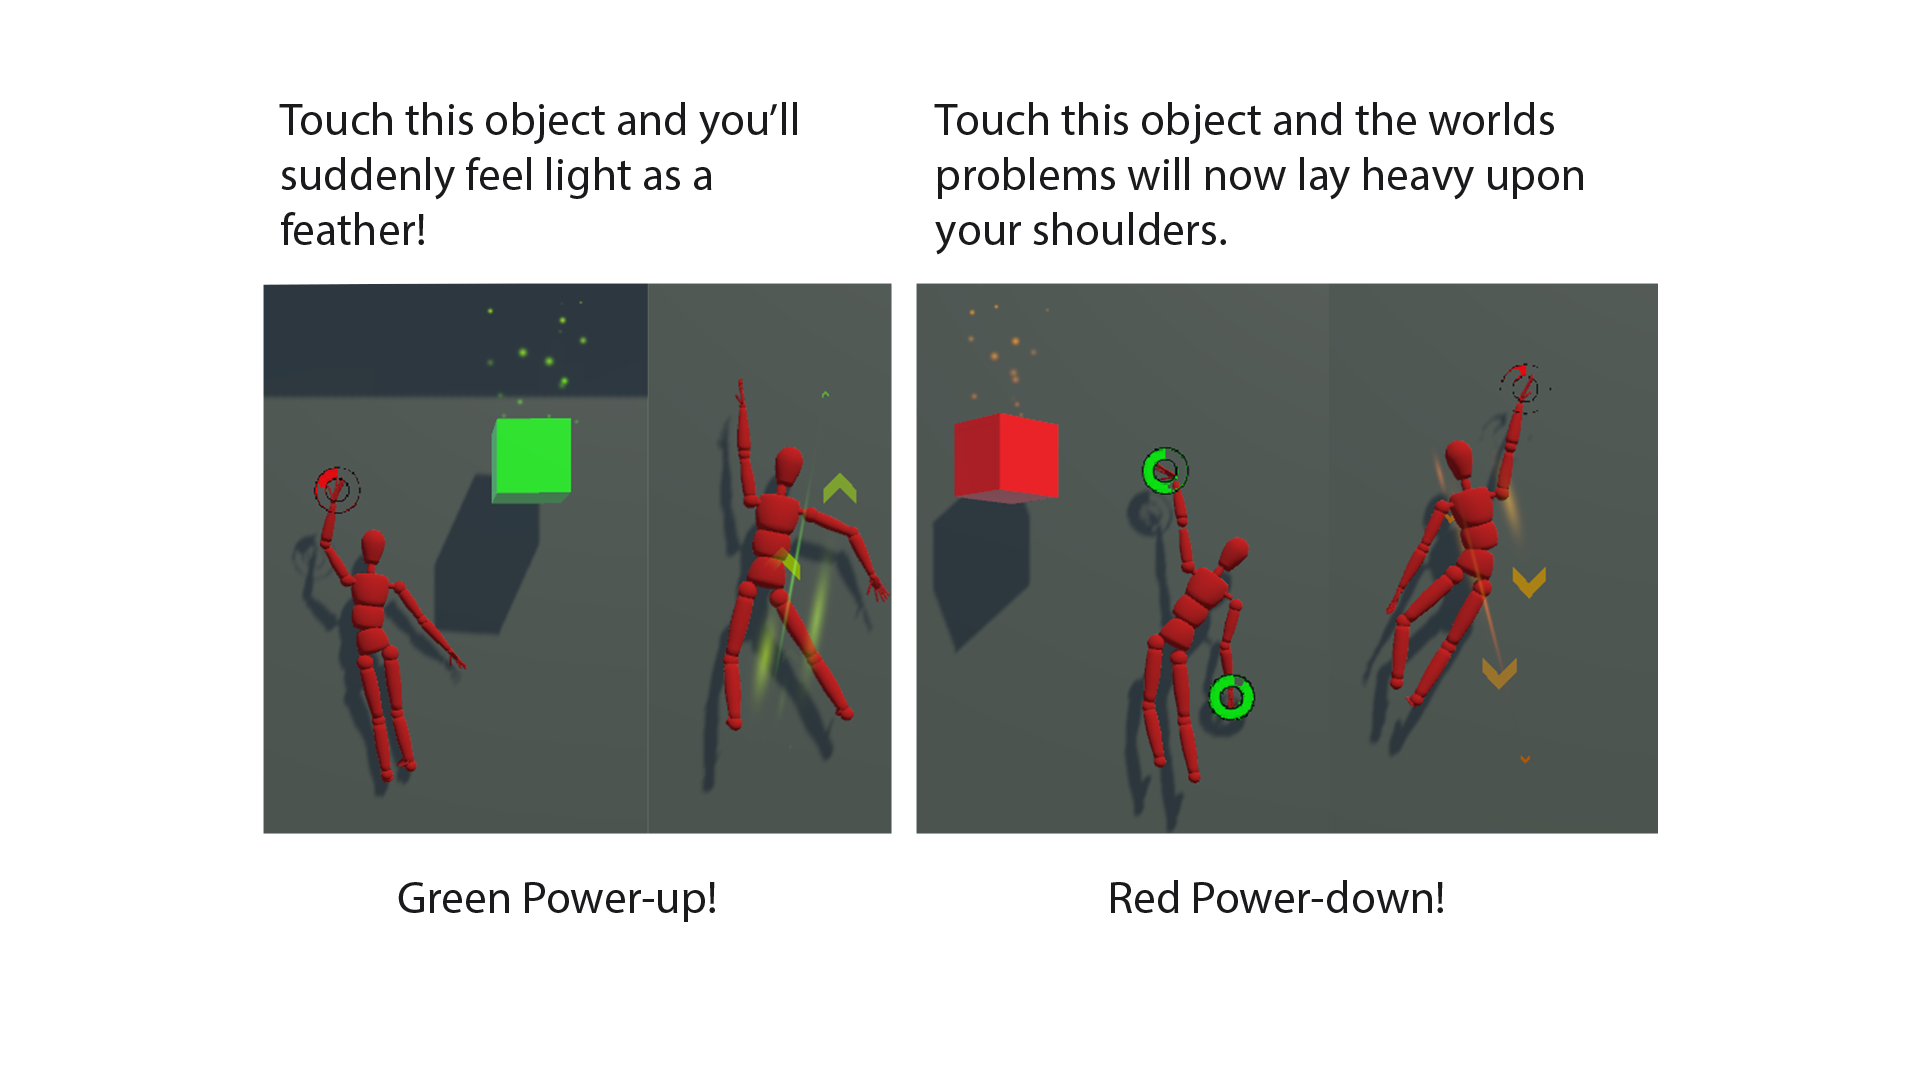 Touch this object and you’ll
suddenly feel light as a
feather!
Touch this object and the worlds
problems will now lay heavy upon
your shoulders.
Green Power-up!
Red Power-down!